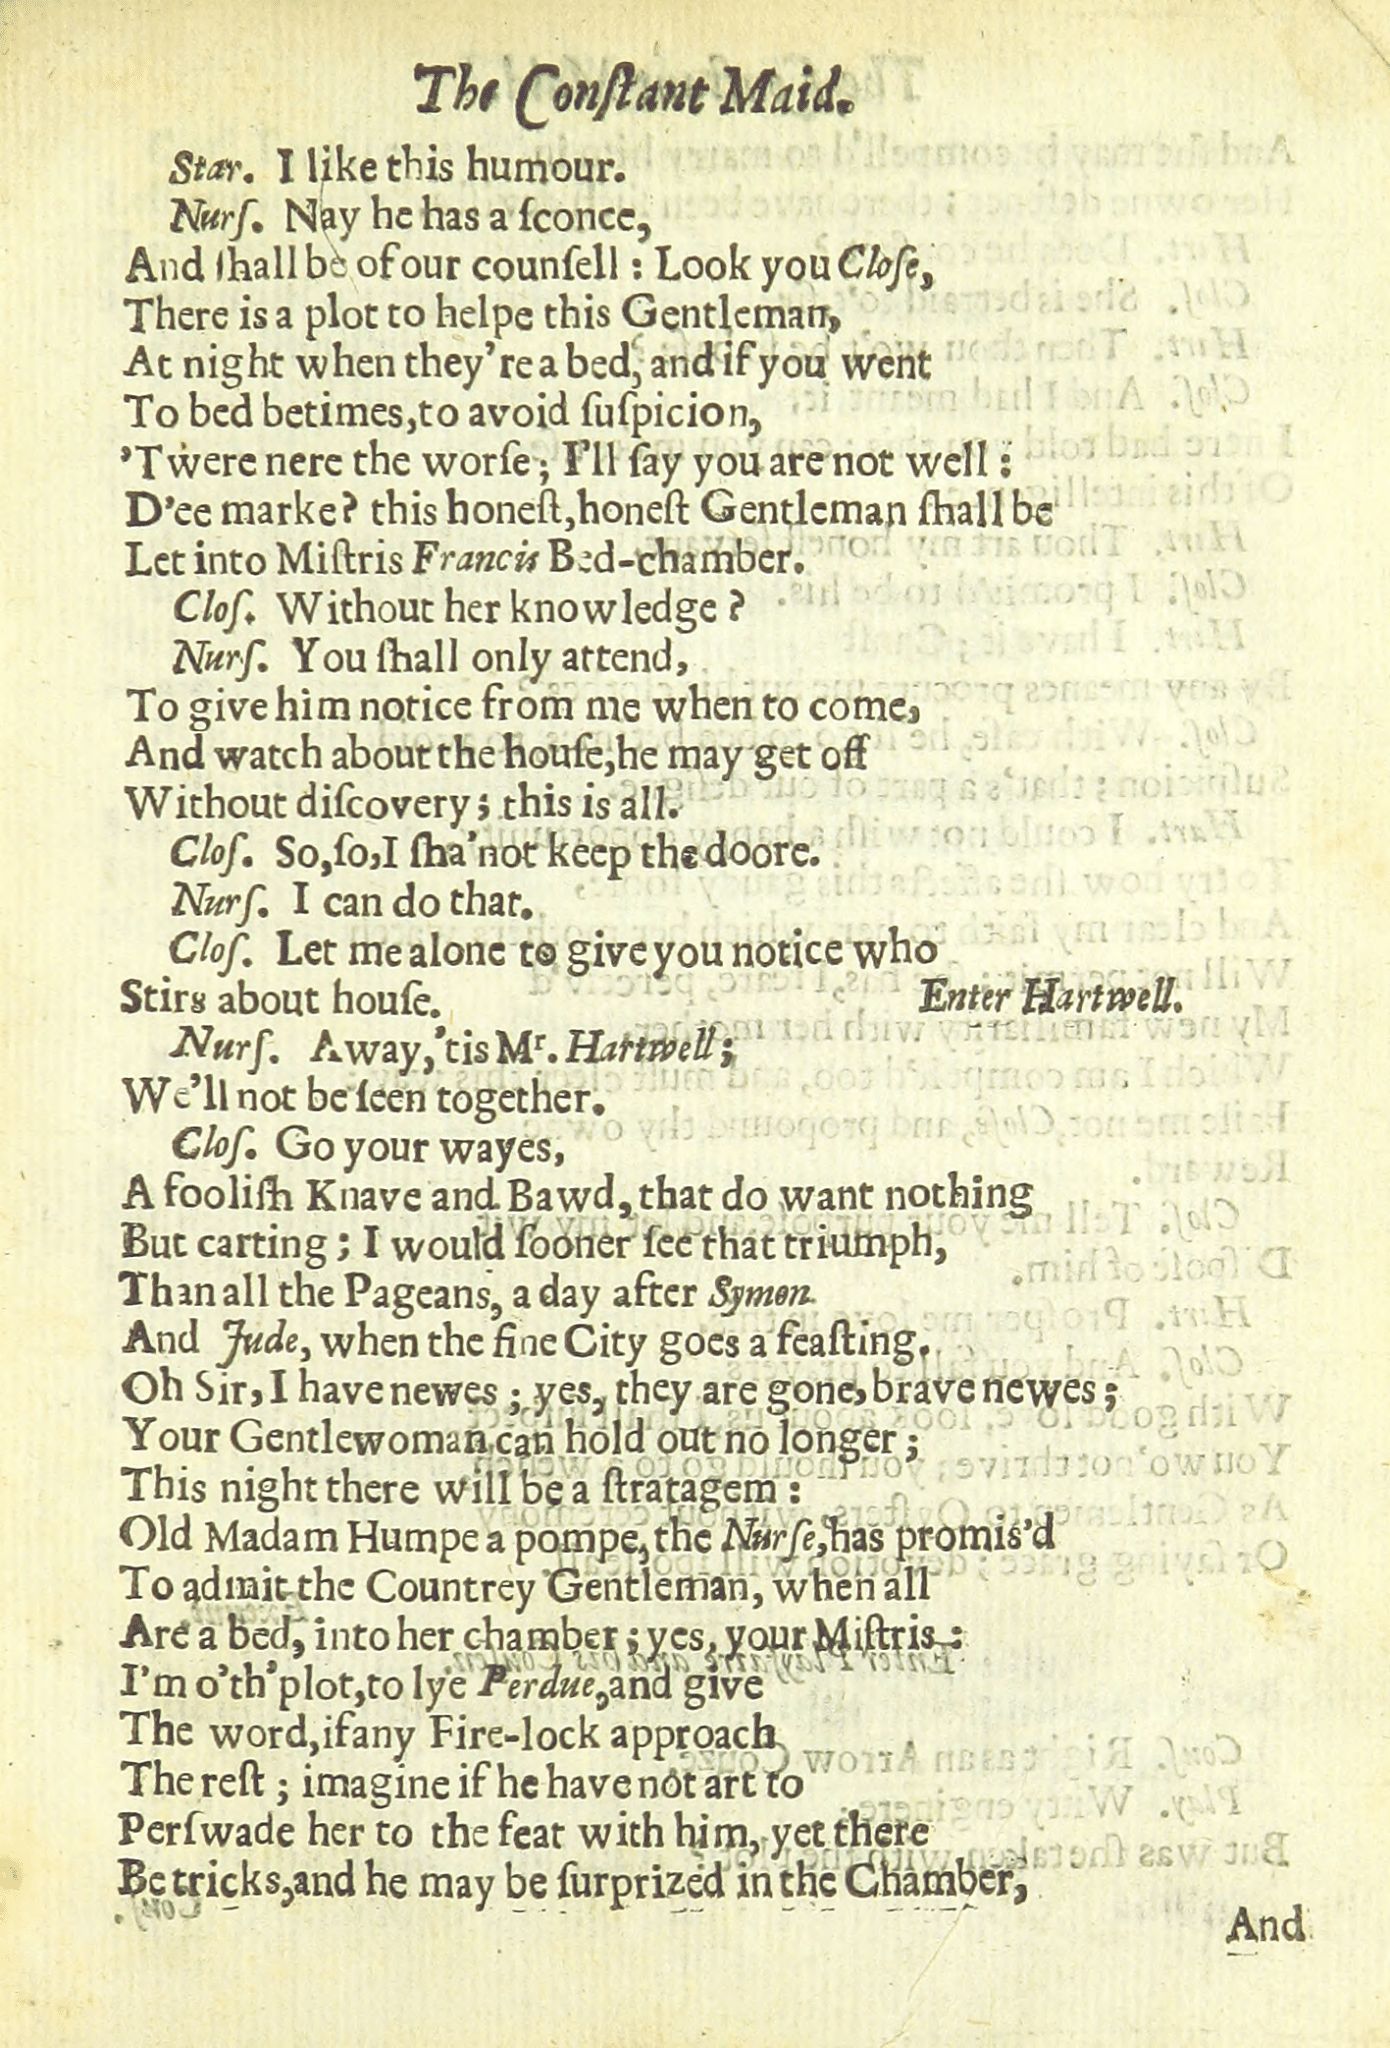 The Conſtant Maid.
Star. I like this humour.
Nurſ. Nay he has a ſconce,
And ſhall be of our counſell : Look you Cloſe,
There is a plot to helpe this Gentleman,
At night when they're a bed, and if you went
To bed betimes, to avoid ſuſpicion,
'Twere nere the worſe; I'll ſay you are not well :
D'ee marke? this honeſt, honeſt Gentleman ſhall be
Let into Miſtris Francis Bed-chamber.
Cloſ. Without her knowledge ?
Nurſ. You ſhall only attend,
To give him notice from me when to come,
And watch about the houſe, he may get off
Without diſcovery; this is all.
Cloſ. So, ſo, I ſha'not keep the doore.
Nurſ. I can do that.
Cloſ. Let me alone to give you notice who
Stirs about houſe. Enter Hartwell.
Nurſ. Away, 'tis Mr. Hartwell;
We'll not be ſeen together.
Cloſ. Go your wayes,
A fooliſh Knave and Bawd, that do want nothing
But carting; I would ſooner ſee that triumph,
Than all the Pageans, a day after Symon
And Jude, when the fine City goes a feaſting.
Oh Sir, I have newes; yes, they are gone, brave newes;
Your Gentlewoman can hold out no longer;
This night there will be a ſtratagem :
Old Madam Humpe a pompe, the Nurſe, has promis'd
To admit the Countrey Gentleman, when all
Are a bed, into her chamber; yes, your Miſtris :
I'm o'th'plot, to lye Perdue, and give
The word, if any Fire-lock approach
The reſt; imagine if he have not art to
Perſwade her to the feat with him, yet there
Be tricks, and he may be ſurprized in the Chamber,
And